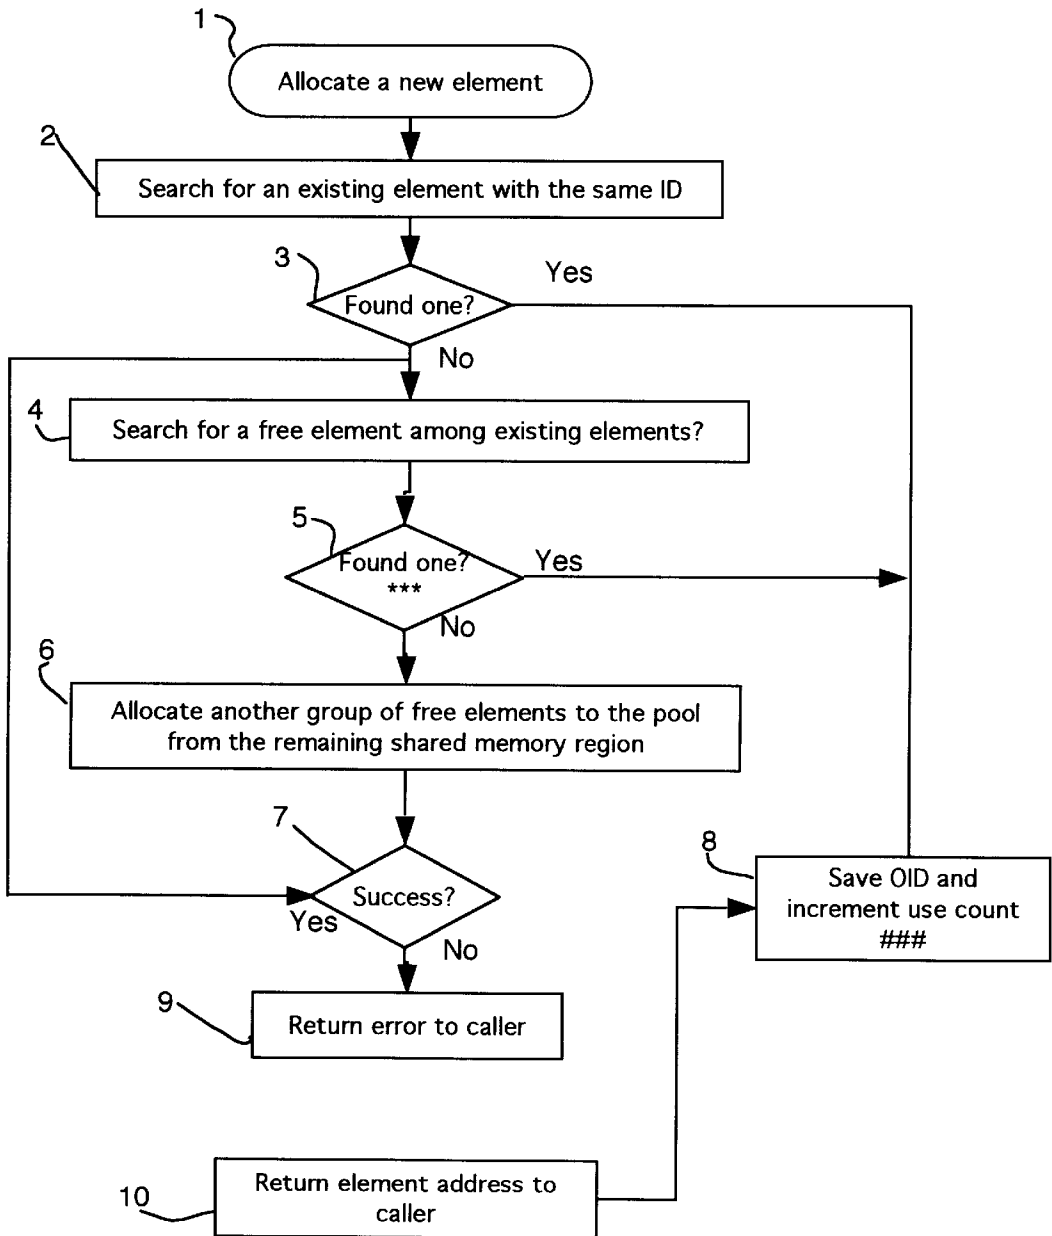 1
Allocate a new element
2
Search for an existing element with the same ID
3
Found one?
Yes
No
4
Search for a free element among existing elements?
5
Found one?
***
Yes
No
6
Allocate another group of free elements to the pool
from the remaining shared memory region
7
Success?
Yes
No
8
Save OID and
increment use count
###
9
Return error to caller
10
Return element address to
caller